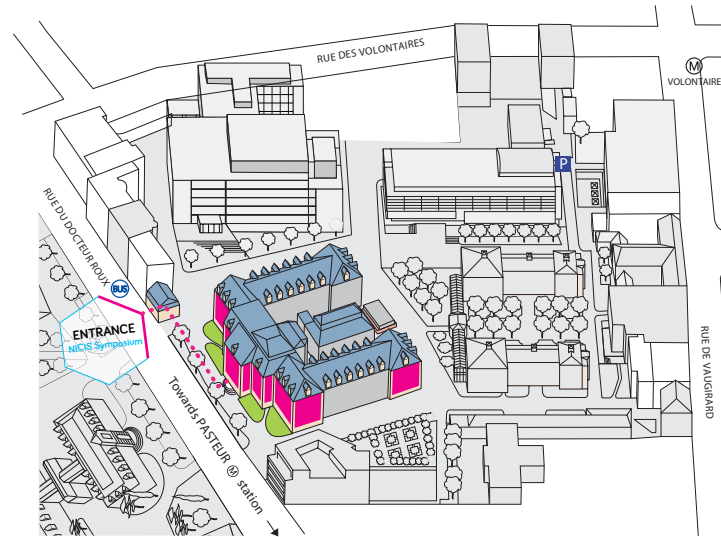 RUE DES VOLONTAIRES
M
VOLONTAIRE
P
RUE DU DOCTEUR ROUX
BUS
ENTRANCE
NICIS Symposium
Towards PASTEUR M station
RUE DE VAUGIRARD